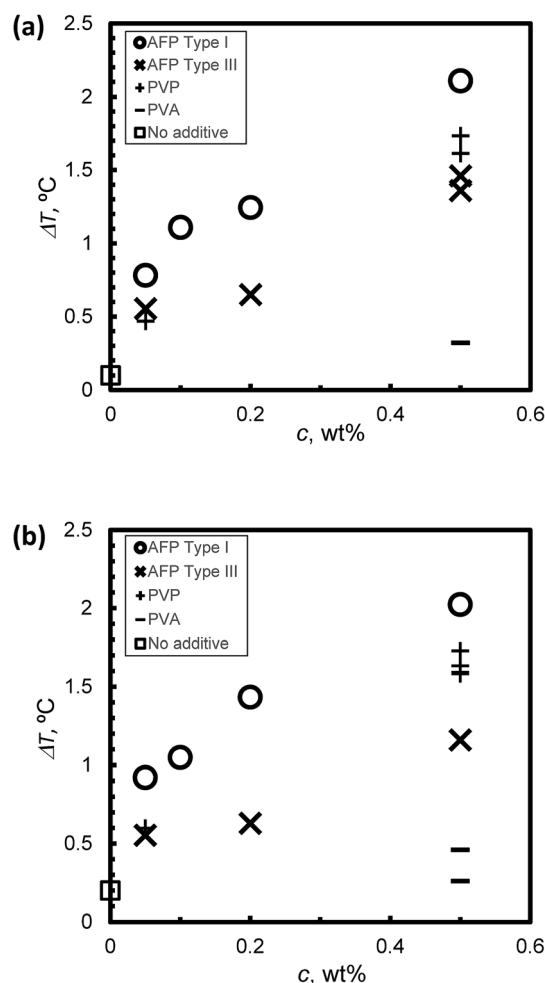 (a)
2.5
AFP Type I
AFP Type III
PVP
PVA
No additive
2
1.5
1
0.5
0
ΔT, ºC
0
0.2
0.4
0.6
c, wt%
(b)
2.5
AFP Type I
AFP Type III
PVP
PVA
No additive
2
1.5
1
0.5
0
ΔT, ºC
0
0.2
0.4
0.6
c, wt%